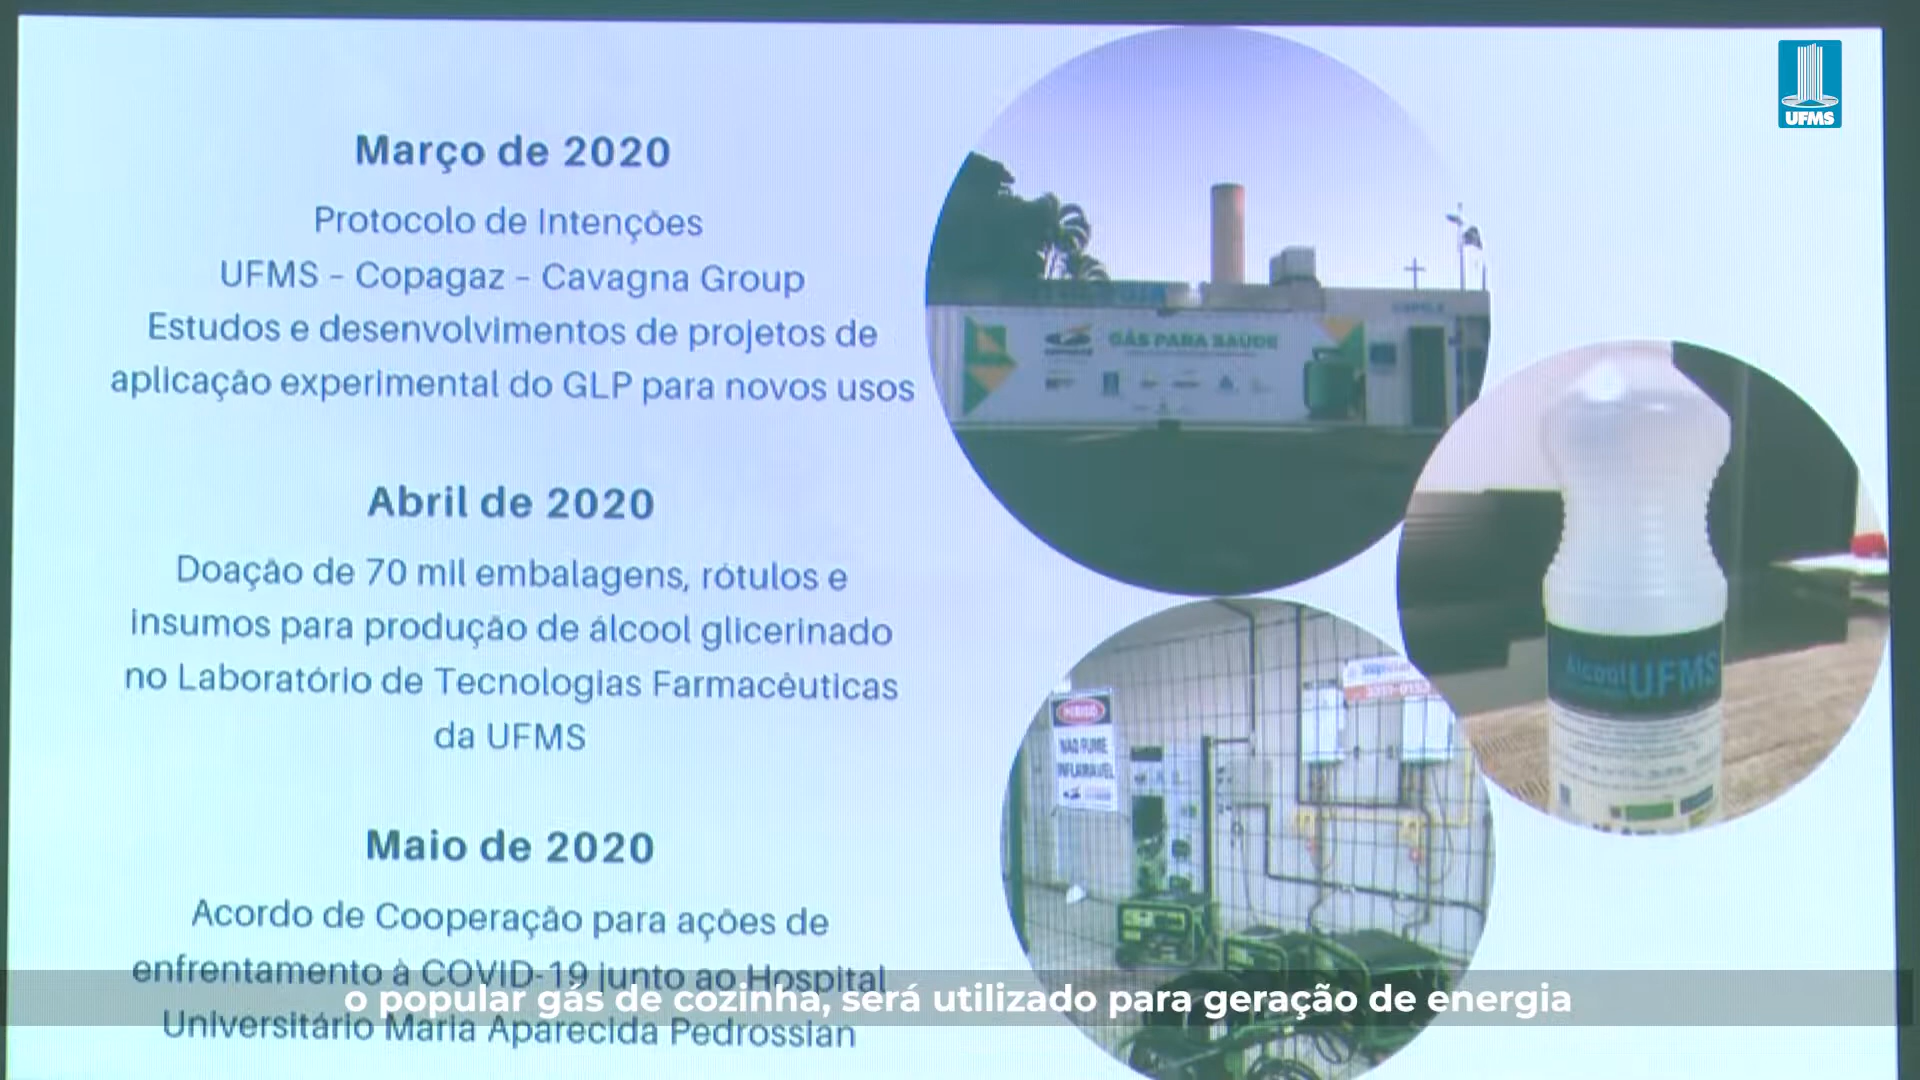 Março de 2020
Protocolo de Intenções
UFMS – Copagaz – Cavagna Group
Estudos e desenvolvimentos de projetos de
aplicação experimental do GLP para novos usos
Abril de 2020
Doação de 70 mil embalagens, rótulos e
insumos para produção de álcool glicerinado
no Laboratório de Tecnologias Farmacêuticas
da UFMS
Maio de 2020
Acordo de Cooperação para ações de
enfrentamento à COVID-19 junto ao Hospital
Universitário Maria Aparecida Pedrossian
o popular gás de cozinha, será utilizado para geração de energia
UFMS
GÁS PARA SAÚDE
CAPELA
Álcool UFMS
PERIGO
NÃO FUME
INFLAMÁVEL